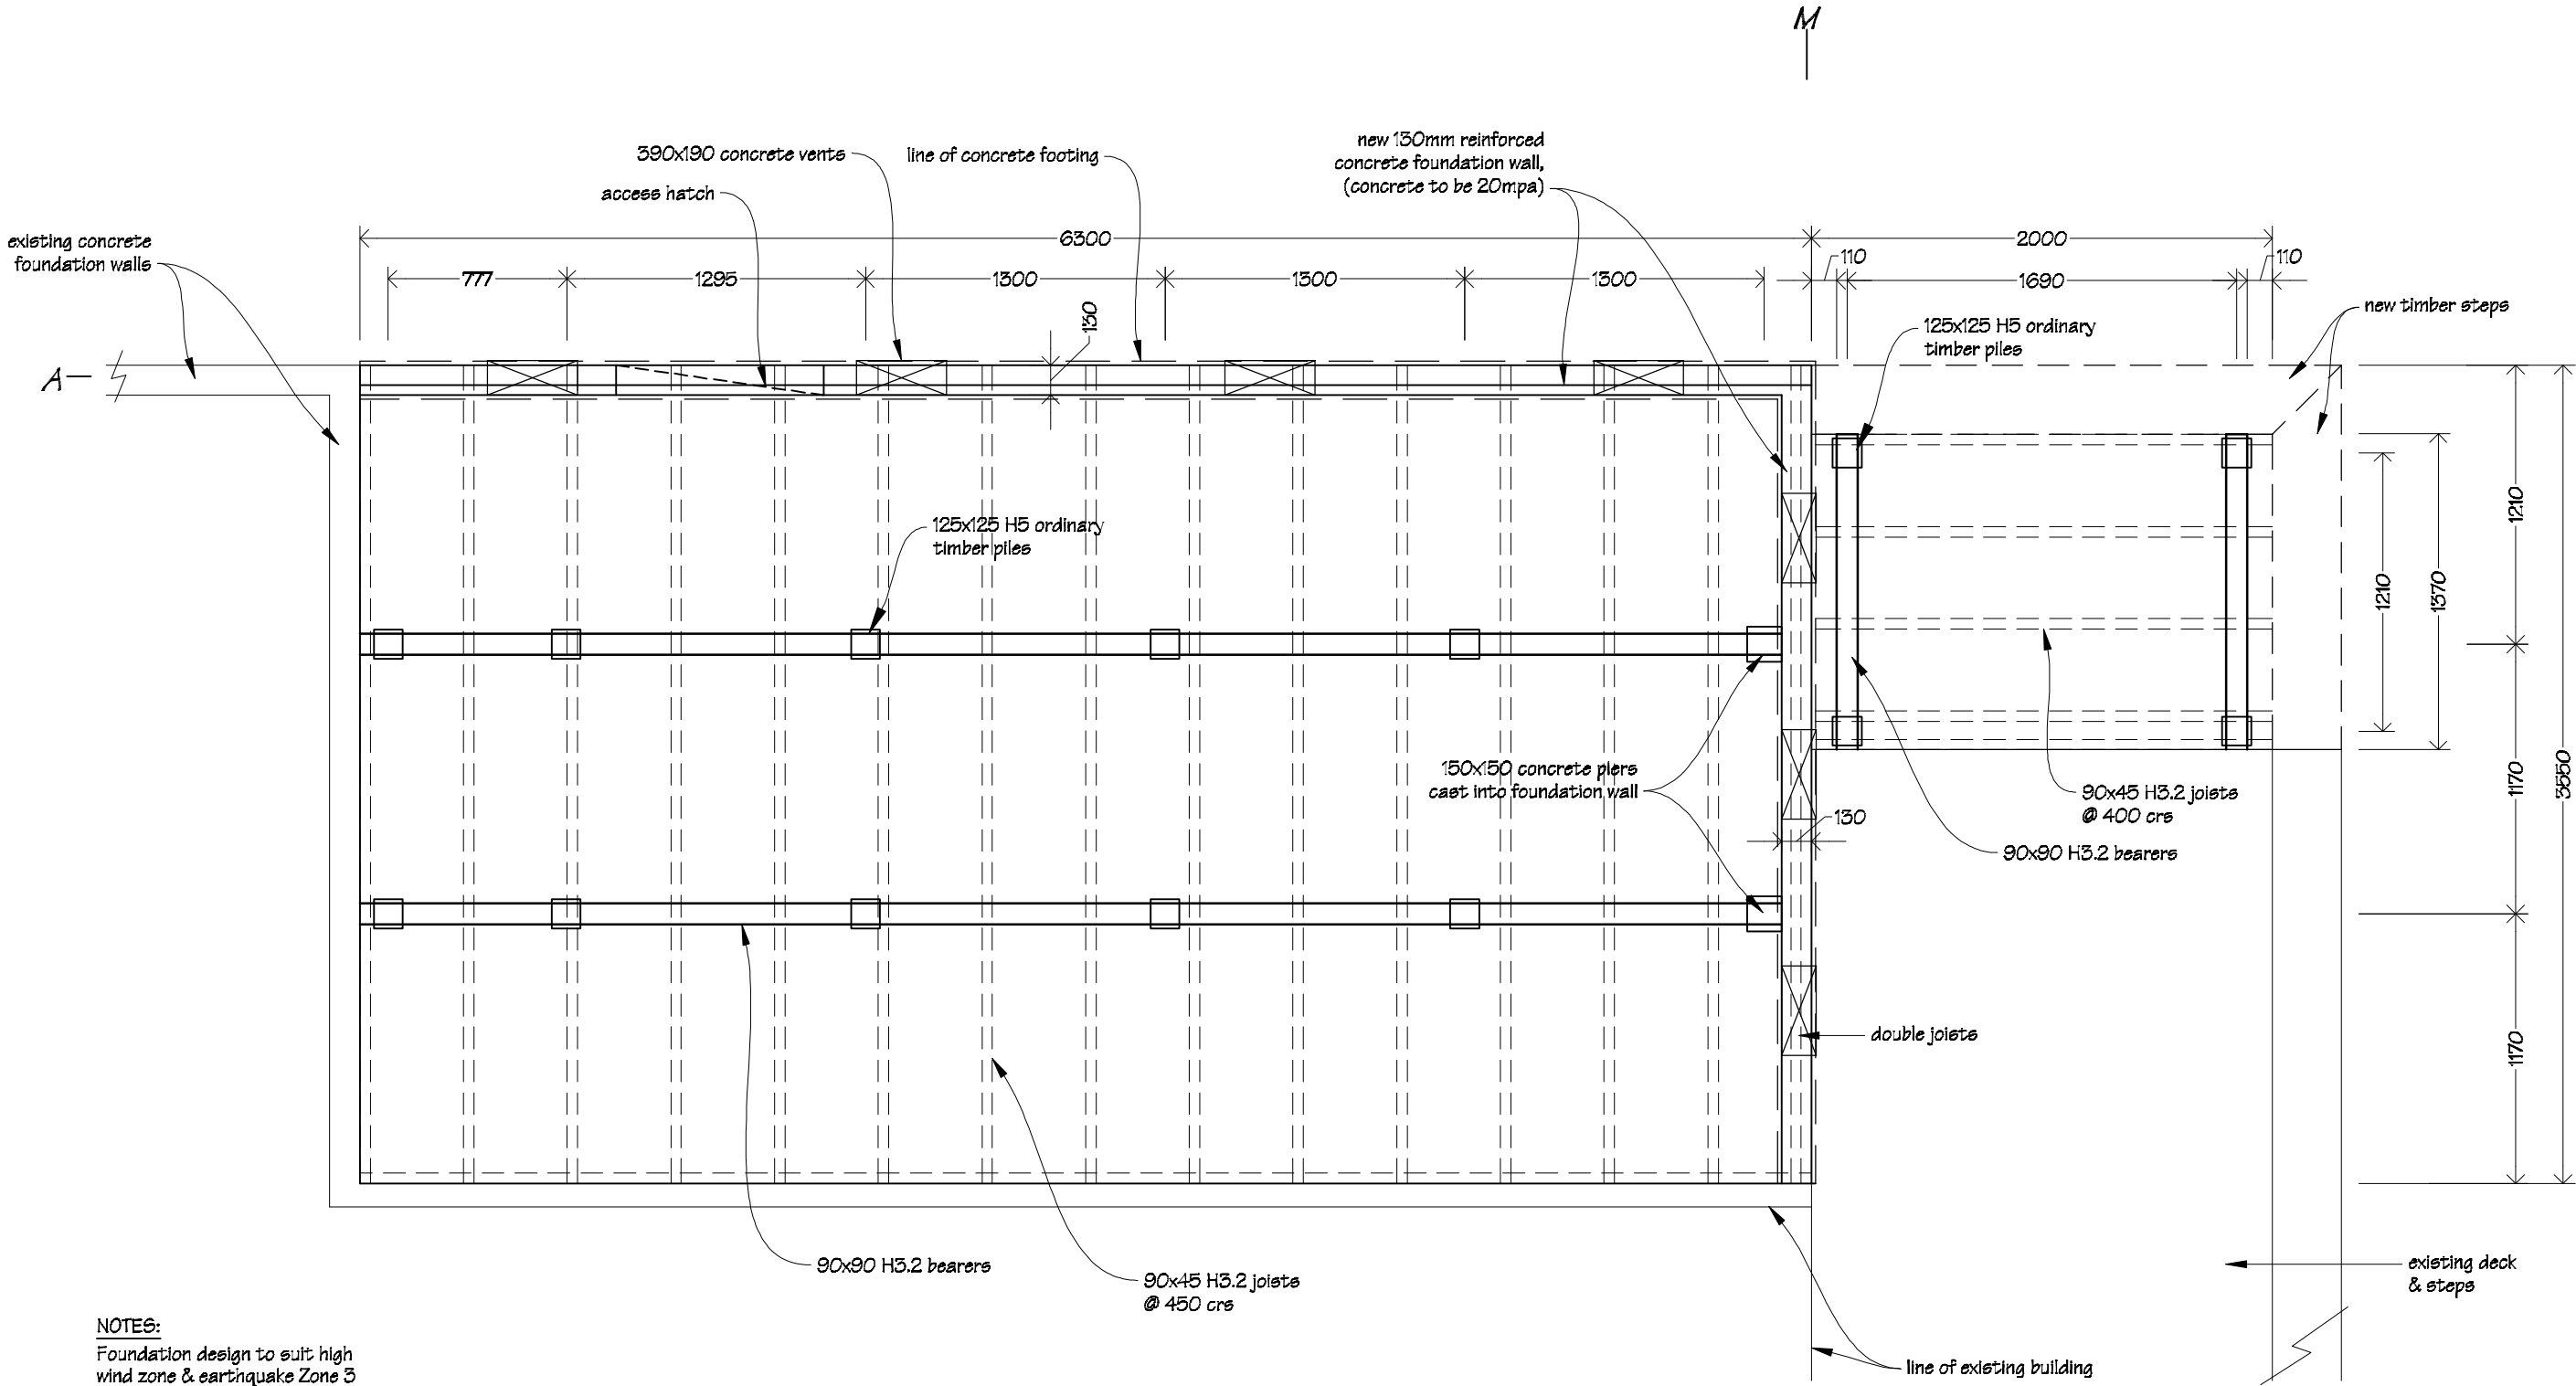 M
390x190 concrete vents
access hatch
line of concrete footing
new 130mm reinforced
concrete foundation wall,
(concrete to be 20mpa)
existing concrete
foundation walls
6300
2000
777
1295
1300
1300
1300
110
1690
110
130
new timber steps
125x125 H5 ordinary
timber piles
A
125x125 H5 ordinary
timber piles
1210
1210
1370
150x150 concrete piers
cast into foundation wall
130
90x45 H3.2 joists
@ 400 crs
90x90 H3.2 bearers
1170
3550
double joists
1170
90x90 H3.2 bearers
90x45 H3.2 joists
@ 450 crs
existing deck
& steps
line of existing building
NOTES:
Foundation design to suit high
wind zone & earthquake Zone 3